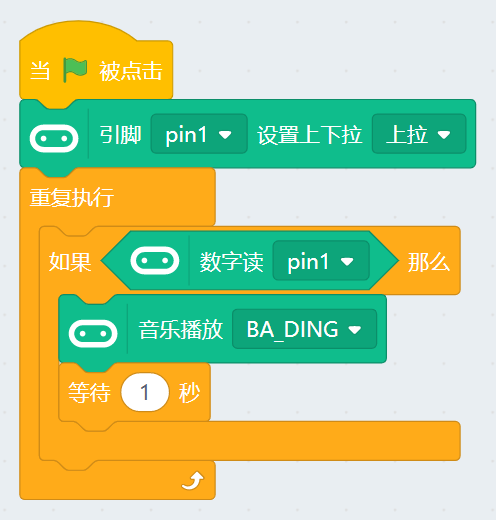 当 被点击
引脚 pin1 设置上下拉 上拉
重复执行
如果 数字读 pin1 那么
音乐播放 BA_DING
等待 1 秒